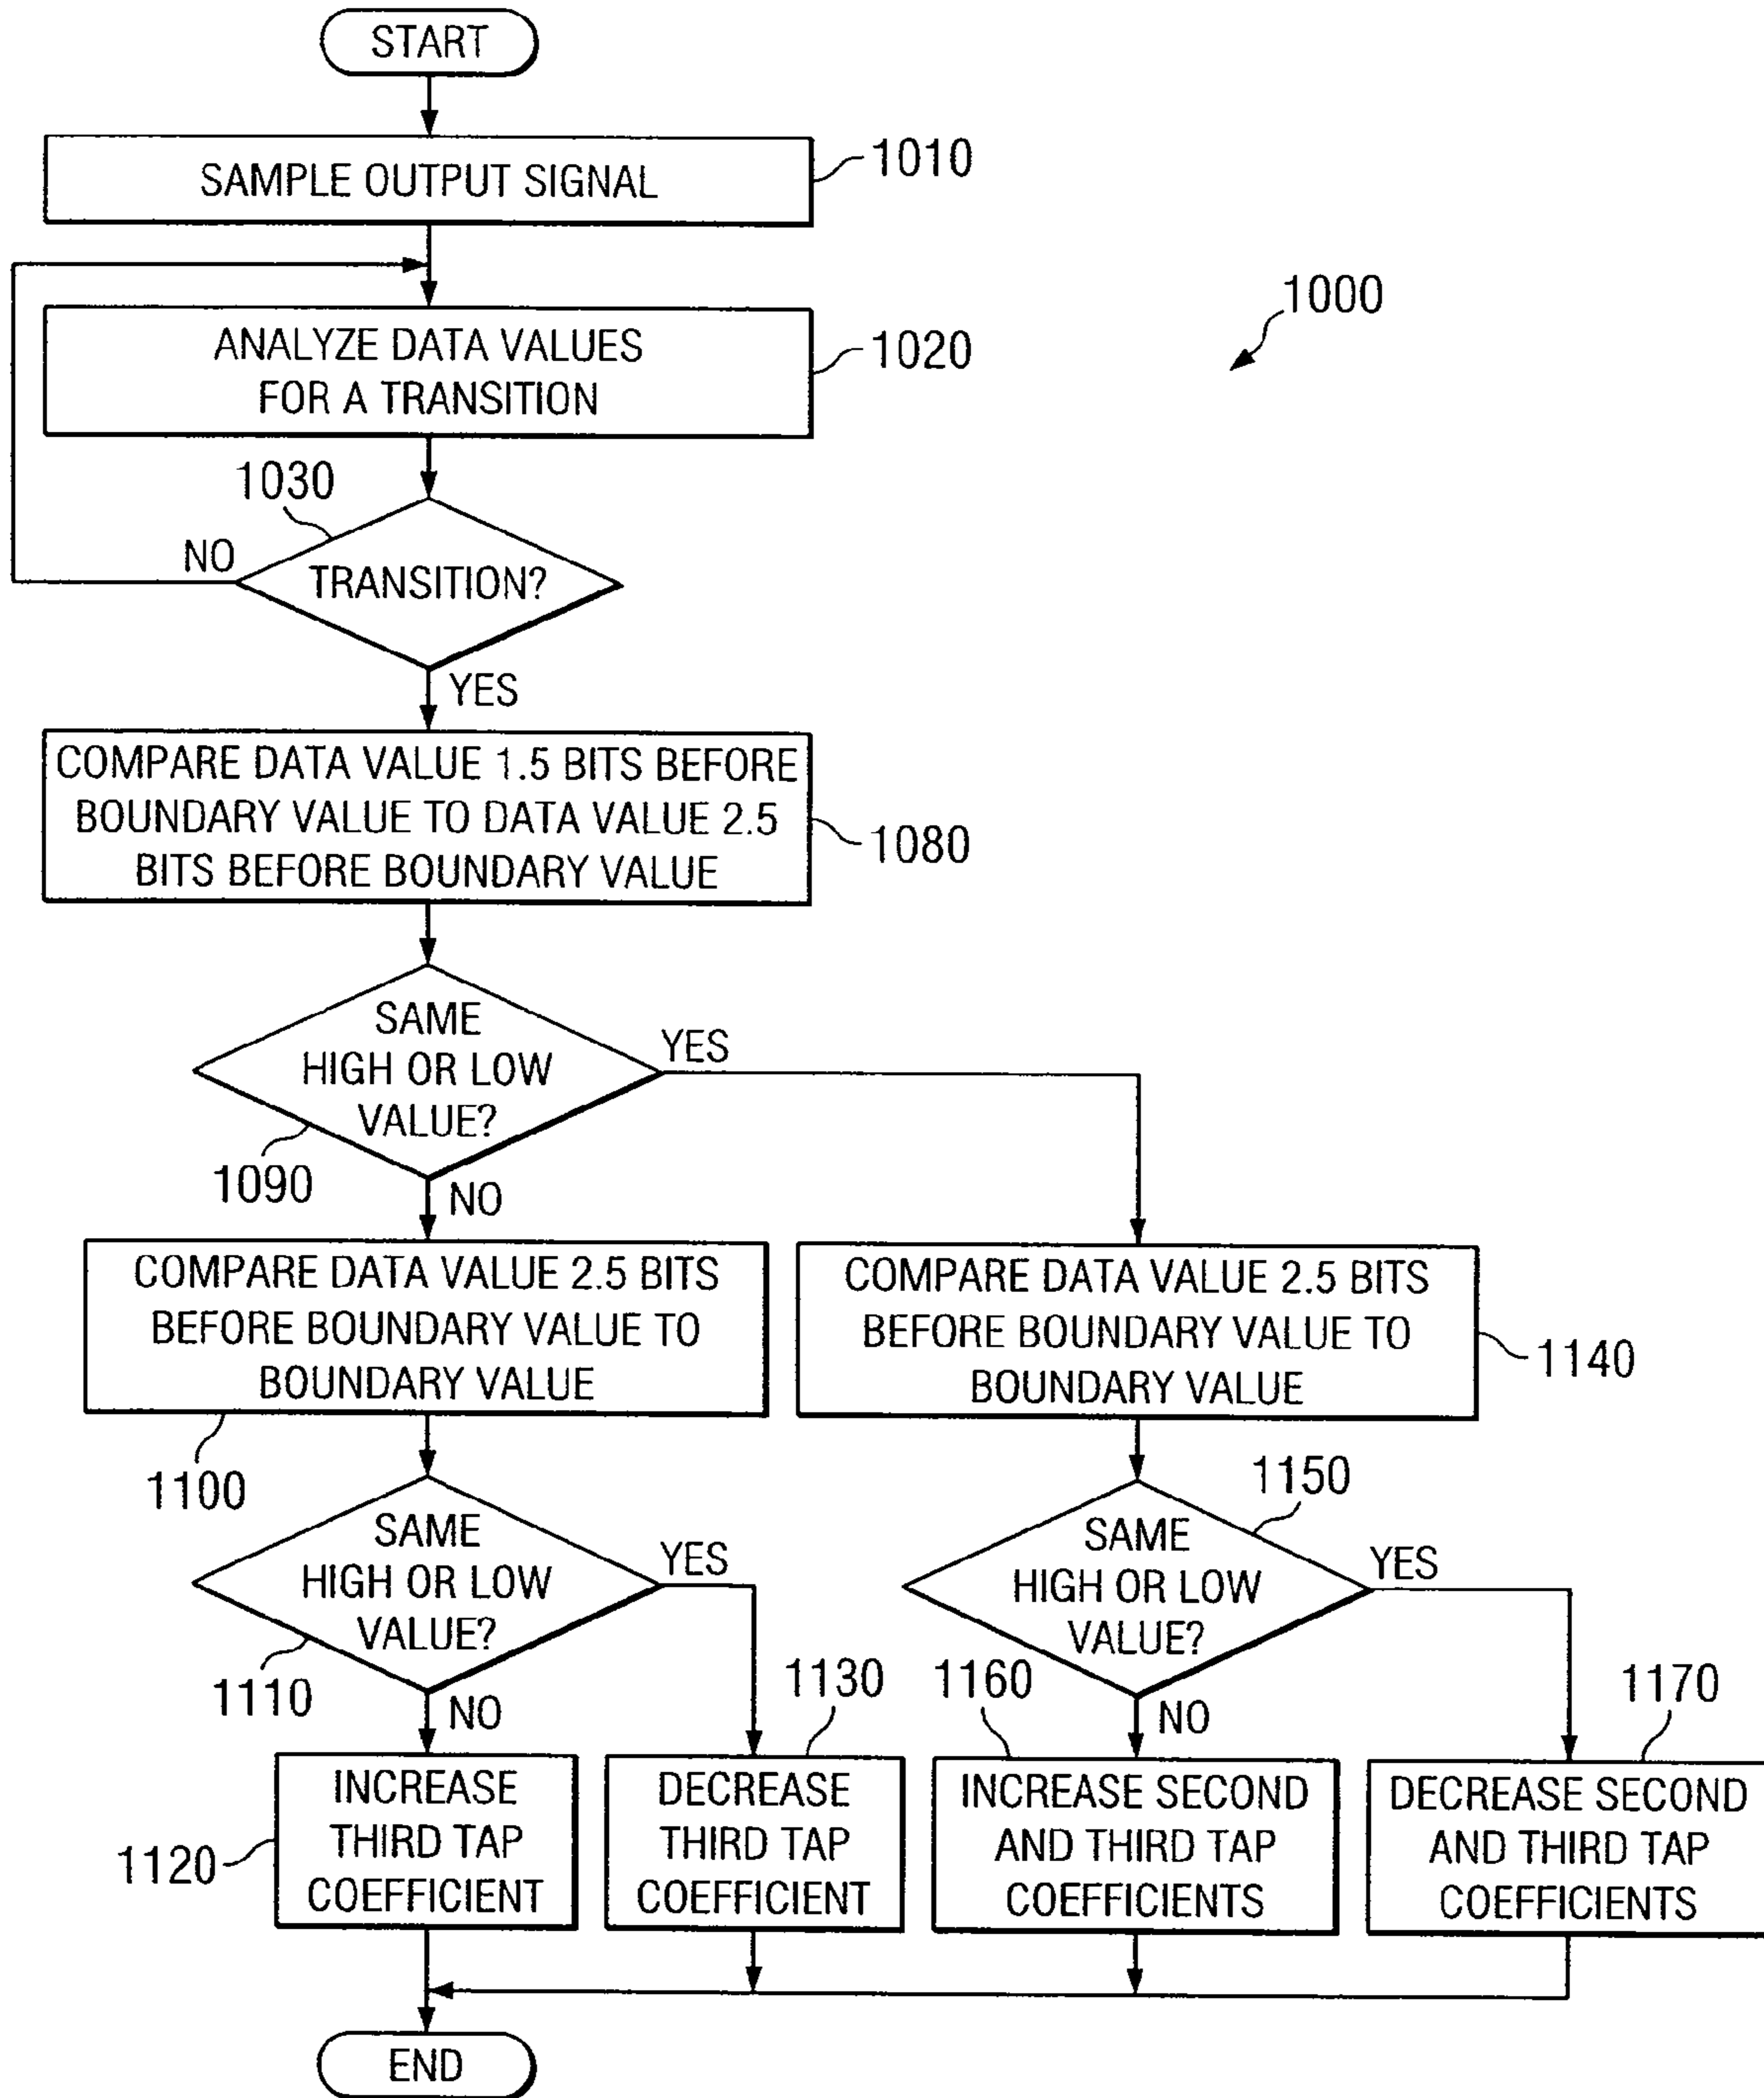 START
SAMPLE OUTPUT SIGNAL
1010
ANALYZE DATA VALUES
FOR A TRANSITION
1020
1000
1030
TRANSITION?
NO
YES
COMPARE DATA VALUE 1.5 BITS BEFORE
BOUNDARY VALUE TO DATA VALUE 2.5
BITS BEFORE BOUNDARY VALUE
1080
SAME
HIGH OR LOW
VALUE?
YES
1090
NO
COMPARE DATA VALUE 2.5 BITS
BEFORE BOUNDARY VALUE TO
BOUNDARY VALUE
1100
COMPARE DATA VALUE 2.5 BITS
BEFORE BOUNDARY VALUE TO
BOUNDARY VALUE
1140
SAME
HIGH OR LOW
VALUE?
YES
1110
NO
1150
SAME
HIGH OR LOW
VALUE?
YES
NO
1120
INCREASE
THIRD TAP
COEFFICIENT
1130
DECREASE
THIRD TAP
COEFFICIENT
1160
INCREASE SECOND
AND THIRD TAP
COEFFICIENTS
1170
DECREASE SECOND
AND THIRD TAP
COEFFICIENTS
END